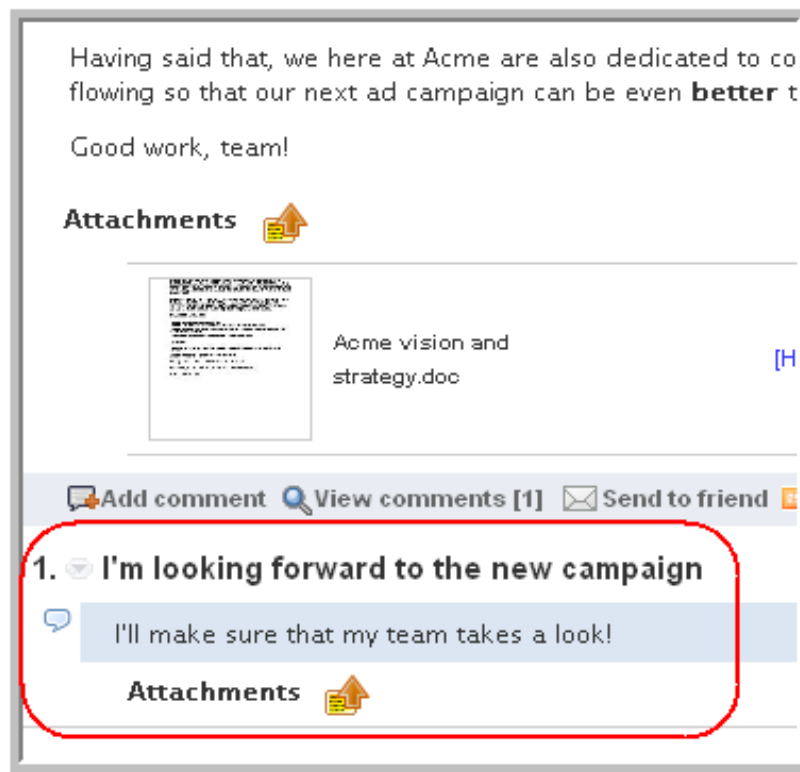 Having said that, we here at Acme are also dedicated to co
flowing so that our next ad campaign can be even better t
Good work, team!
Attachments
Acme vision and
strategy.doc
[H
Add comment View comments [1] Send to friend
1. I'm looking forward to the new campaign
I'll make sure that my team takes a look!
Attachments